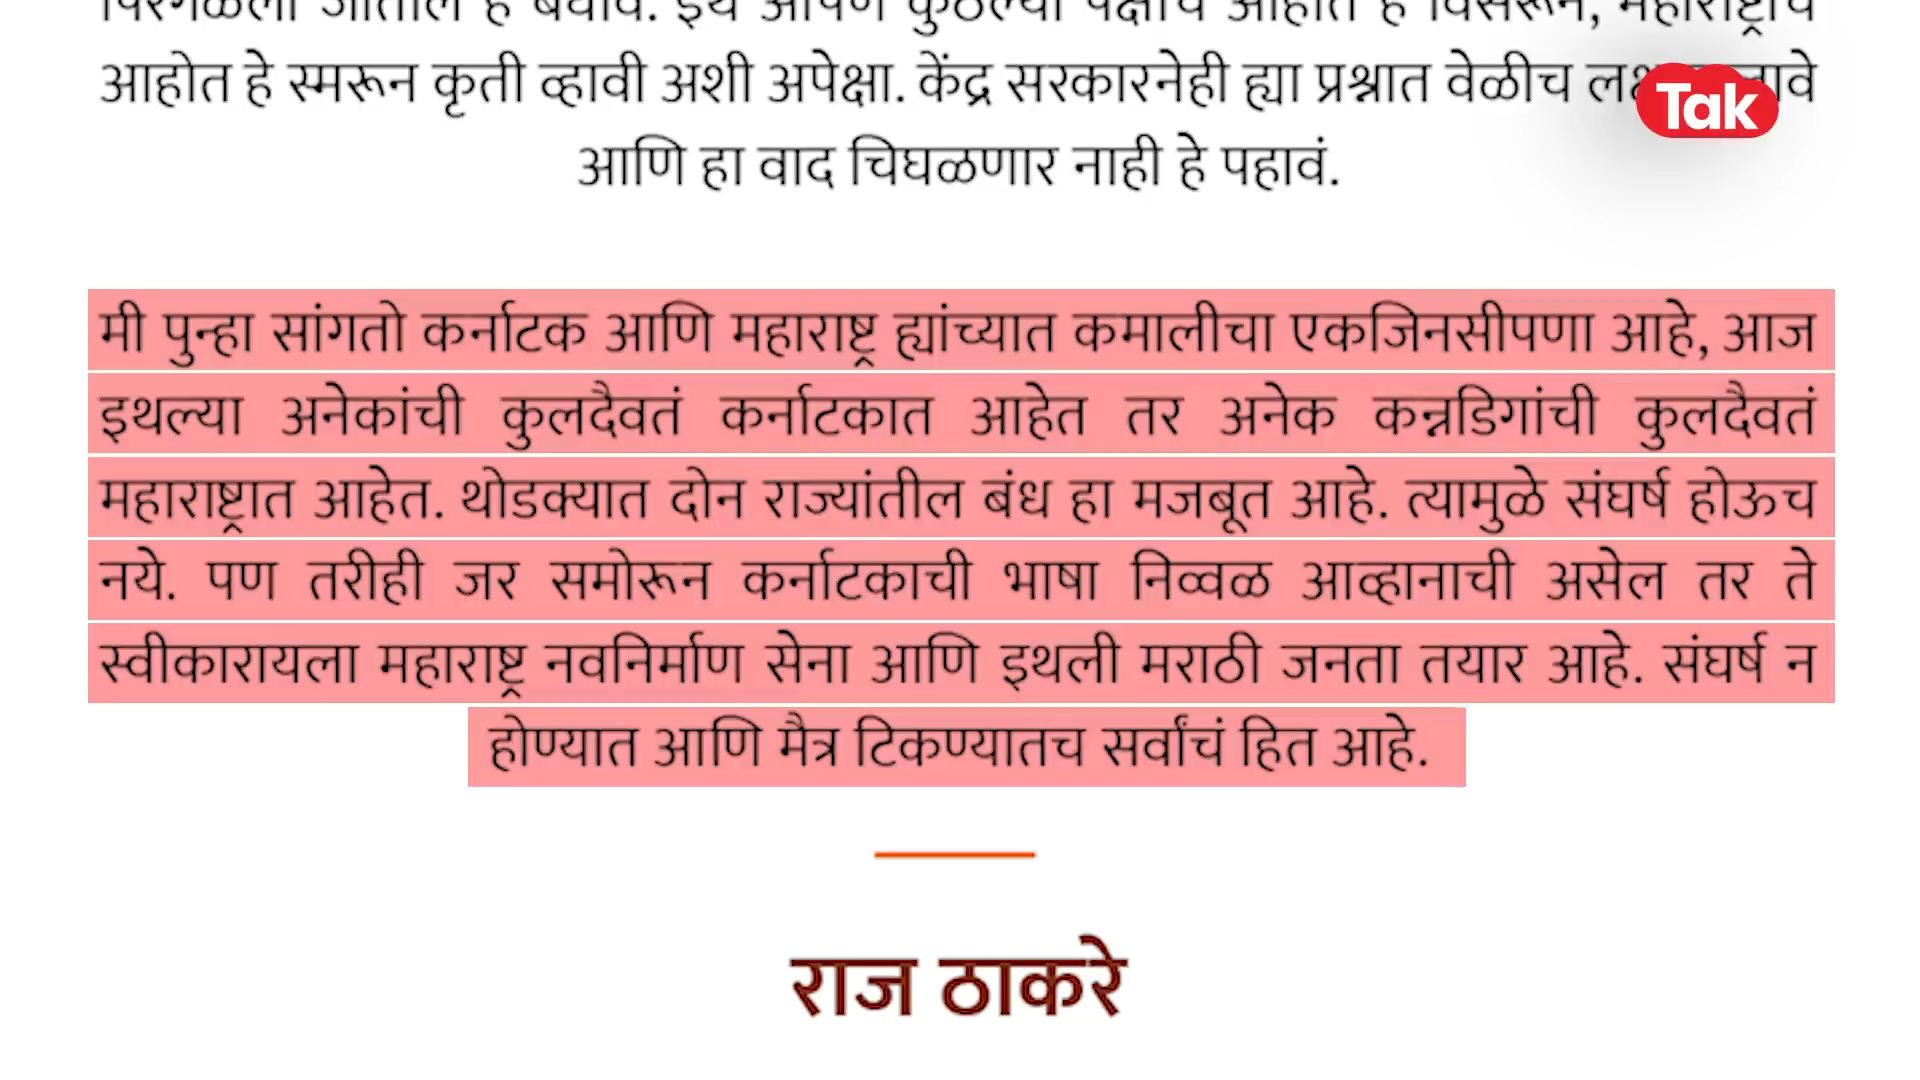 आहोत हे स्मरून कृती व्हावी अशी अपेक्षा. केंद्र सरकारनेही ह्या प्रश्नात वेळीच
Tak
आणि हा वाद चिघळणार नाही हे पहावं.
मी पुन्हा सांगतो कर्नाटक आणि महाराष्ट्र ह्यांच्यात कमालीचा एकजिनसीपणा आहे, आज
इथल्या अनेकांची कुलदैवतं कर्नाटकात आहेत तर अनेक कन्नडिगांची कुलदैवतं
महाराष्ट्रात आहेत. थोडक्यात दोन राज्यांतील बंध हा मजबूत आहे. त्यामुळे संघर्ष होऊच
नये. पण तरीही जर समोरून कर्नाटकाची भाषा निव्वळ आव्हानाची असेल तर ते
स्वीकारायला महाराष्ट्र नवनिर्माण सेना आणि इथली मराठी जनता तयार आहे. संघर्ष न
होण्यात आणि मैत्र टिकण्यातच सर्वांचं हित आहे.
राज ठाकरे